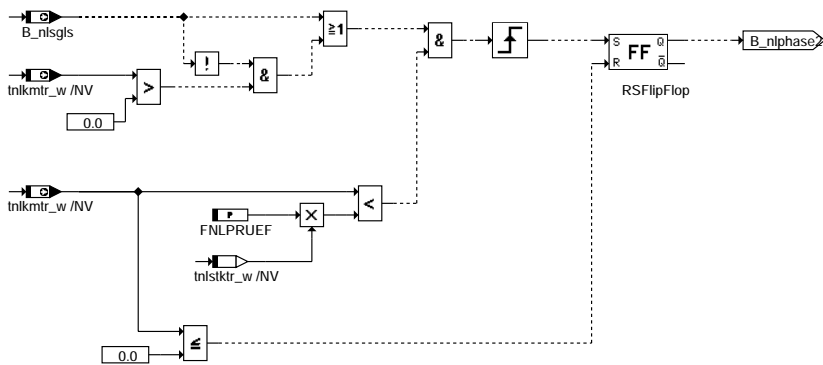 B_nlsgls
≥1
&
!
&
S Q
FF
R Q
B_nlphase2
tnlkmtr_w /NV
>
0.0
RSFlipFlop
tnlkmtr_w /NV
<
P
×
FNLPRUEF
tnlstktr_w /NV
≤
0.0